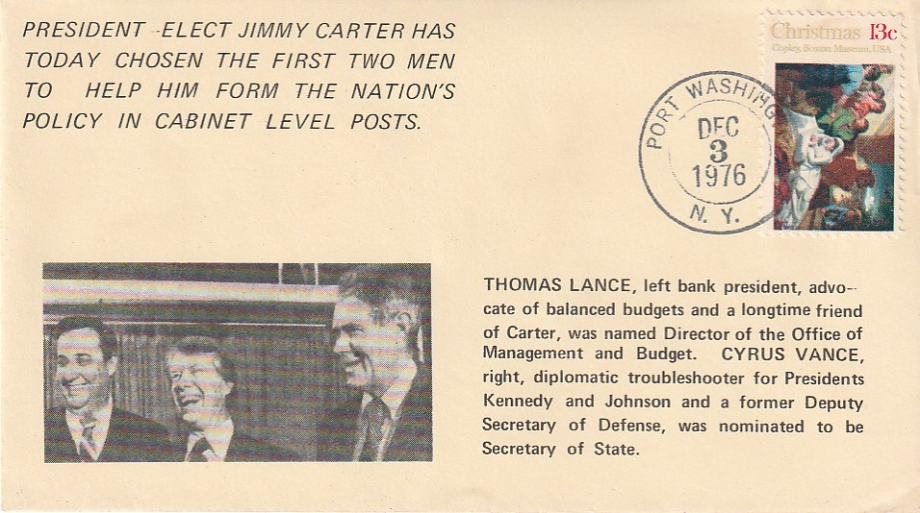 PRESIDENT -ELECT JIMMY CARTER HAS
TODAY CHOSEN THE FIRST TWO MEN
TO HELP HIM FORM THE NATION'S
POLICY IN CABINET LEVEL POSTS.
Christmas 13c
Copley, Boston Museum, USA
PORT WASHING
DEC
3
1976
N. Y.
THOMAS LANCE, left bank president, advo-
cate of balanced budgets and a longtime friend
of Carter, was named Director of the Office of
Management and Budget. CYRUS VANCE,
right, diplomatic troubleshooter for Presidents
Kennedy and Johnson and a former Deputy
Secretary of Defense, was nominated to be
Secretary of State.